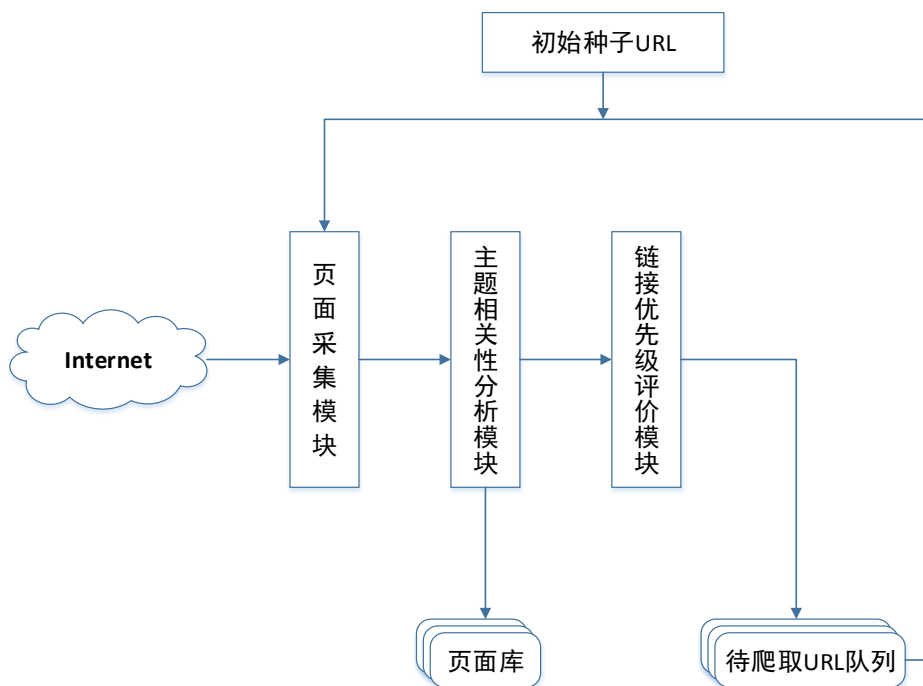 初始种子URL
Internet
页面采集模块
主题相关性分析模块
链接优先级评价模块
页面库
待爬取URL队列